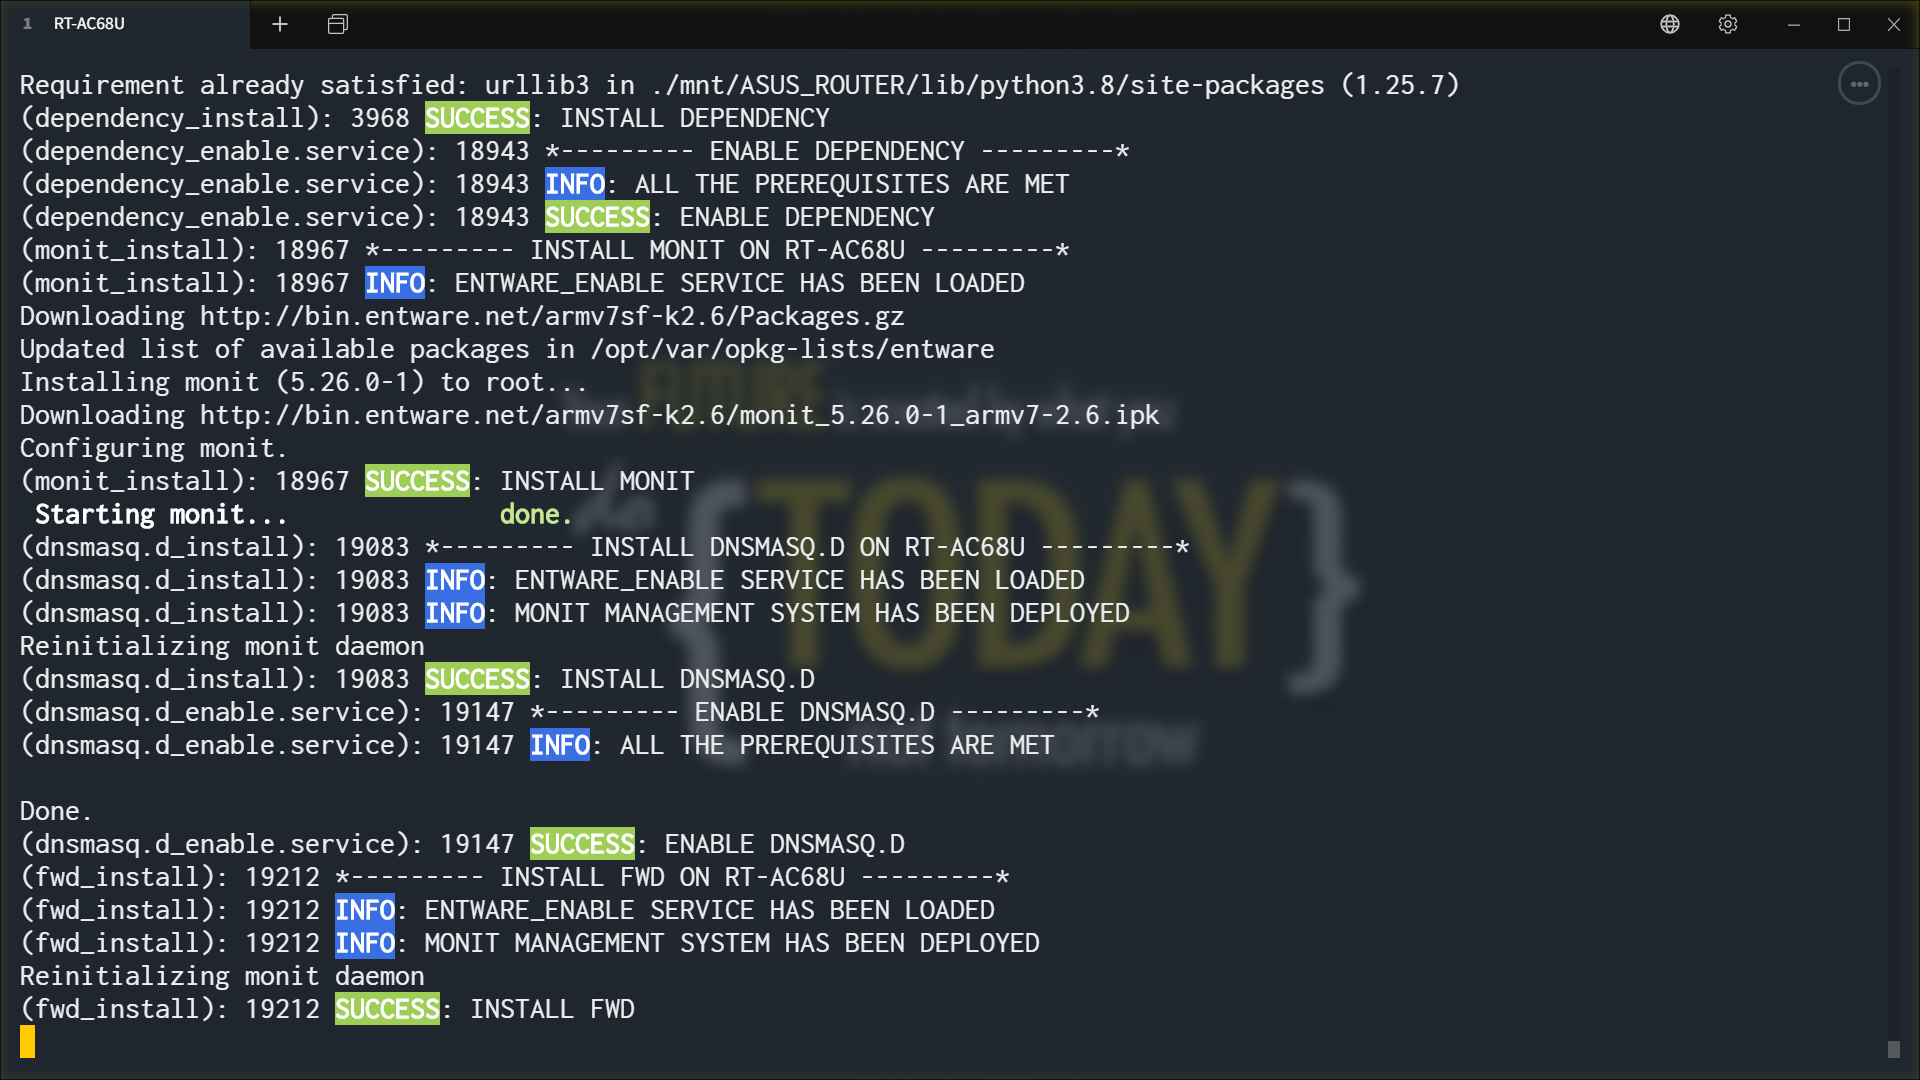 1 RT-AC68U
Requirement already satisfied: urllib3 in ./mnt/ASUS_ROUTER/lib/python3.8/site-packages (1.25.7)
(dependency_install): 3968 SUCCESS: INSTALL DEPENDENCY
(dependency_enable.service): 18943 *--------- ENABLE DEPENDENCY ---------*
(dependency_enable.service): 18943 INFO: ALL THE PREREQUISITES ARE MET
(dependency_enable.service): 18943 SUCCESS: ENABLE DEPENDENCY
(monit_install): 18967 *--------- INSTALL MONIT ON RT-AC68U ---------*
(monit_install): 18967 INFO: ENTWARE_ENABLE SERVICE HAS BEEN LOADED
Downloading http://bin.entware.net/armv7sf-k2.6/Packages.gz
Updated list of available packages in /opt/var/opkg-lists/entware
Installing monit (5.26.0-1) to root...
Downloading http://bin.entware.net/armv7sf-k2.6/monit_5.26.0-1_armv7-2.6.ipk
Configuring monit.
(monit_install): 18967 SUCCESS: INSTALL MONIT
Starting monit... done.
(dnsmasq.d_install): 19083 *--------- INSTALL DNSMASQ.D ON RT-AC68U ---------*
(dnsmasq.d_install): 19083 INFO: ENTWARE_ENABLE SERVICE HAS BEEN LOADED
(dnsmasq.d_install): 19083 INFO: MONIT MANAGEMENT SYSTEM HAS BEEN DEPLOYED
Reinitializing monit daemon
(dnsmasq.d_install): 19083 SUCCESS: INSTALL DNSMASQ.D
(dnsmasq.d_enable.service): 19147 *--------- ENABLE DNSMASQ.D ---------*
(dnsmasq.d_enable.service): 19147 INFO: ALL THE PREREQUISITES ARE MET
Done.
(dnsmasq.d_enable.service): 19147 SUCCESS: ENABLE DNSMASQ.D
(fwd_install): 19212 *--------- INSTALL FWD ON RT-AC68U ---------*
(fwd_install): 19212 INFO: ENTWARE_ENABLE SERVICE HAS BEEN LOADED
(fwd_install): 19212 INFO: MONIT MANAGEMENT SYSTEM HAS BEEN DEPLOYED
Reinitializing monit daemon
(fwd_install): 19212 SUCCESS: INSTALL FWD
FUTURE
{TODAY}
tomorrow